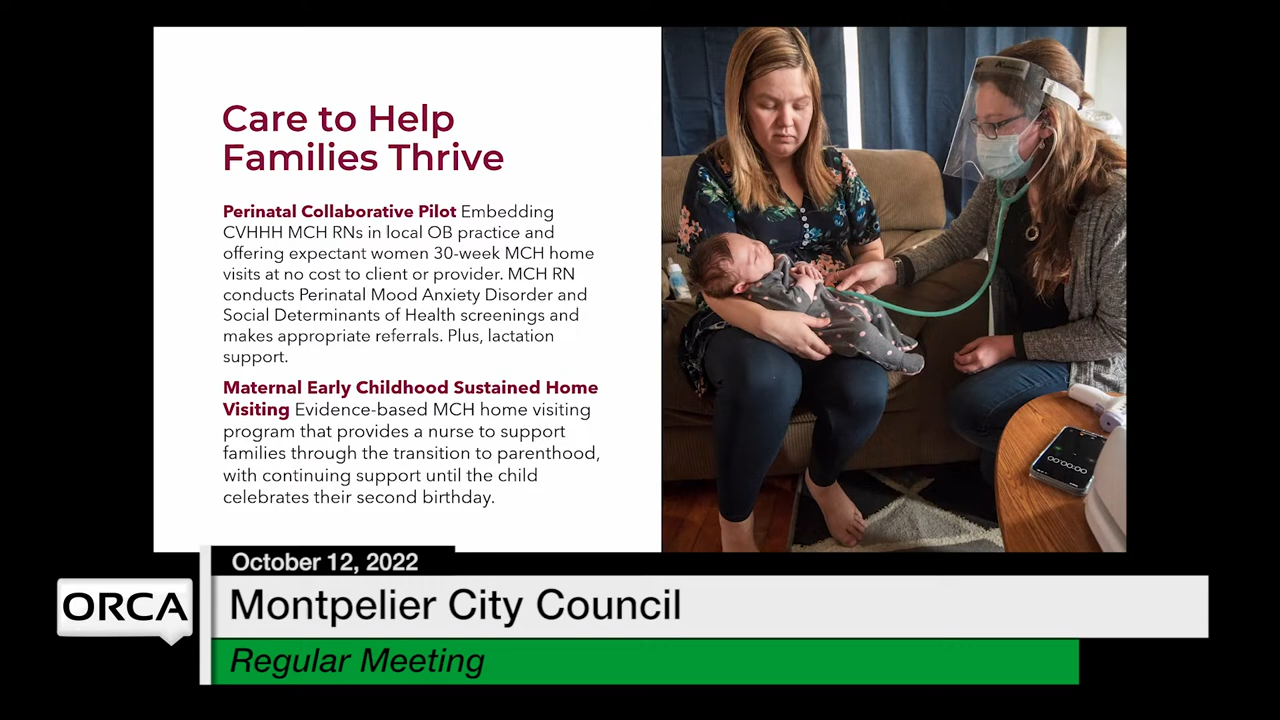 Care to Help
Families Thrive
Perinatal Collaborative Pilot Embedding
CVHHH MCH RNs in local OB practice and
offering expectant women 30-week MCH home
visits at no cost to client or provider. MCH RN
conducts Perinatal Mood Anxiety Disorder and
Social Determinants of Health screenings and
makes appropriate referrals. Plus, lactation
support.
Maternal Early Childhood Sustained Home
Visiting Evidence-based MCH home visiting
program that provides a nurse to support
families through the transition to parenthood,
with continuing support until the child
celebrates their second birthday.
00:00:00
October 12, 2022
ORCA
Montpelier City Council
Regular Meeting